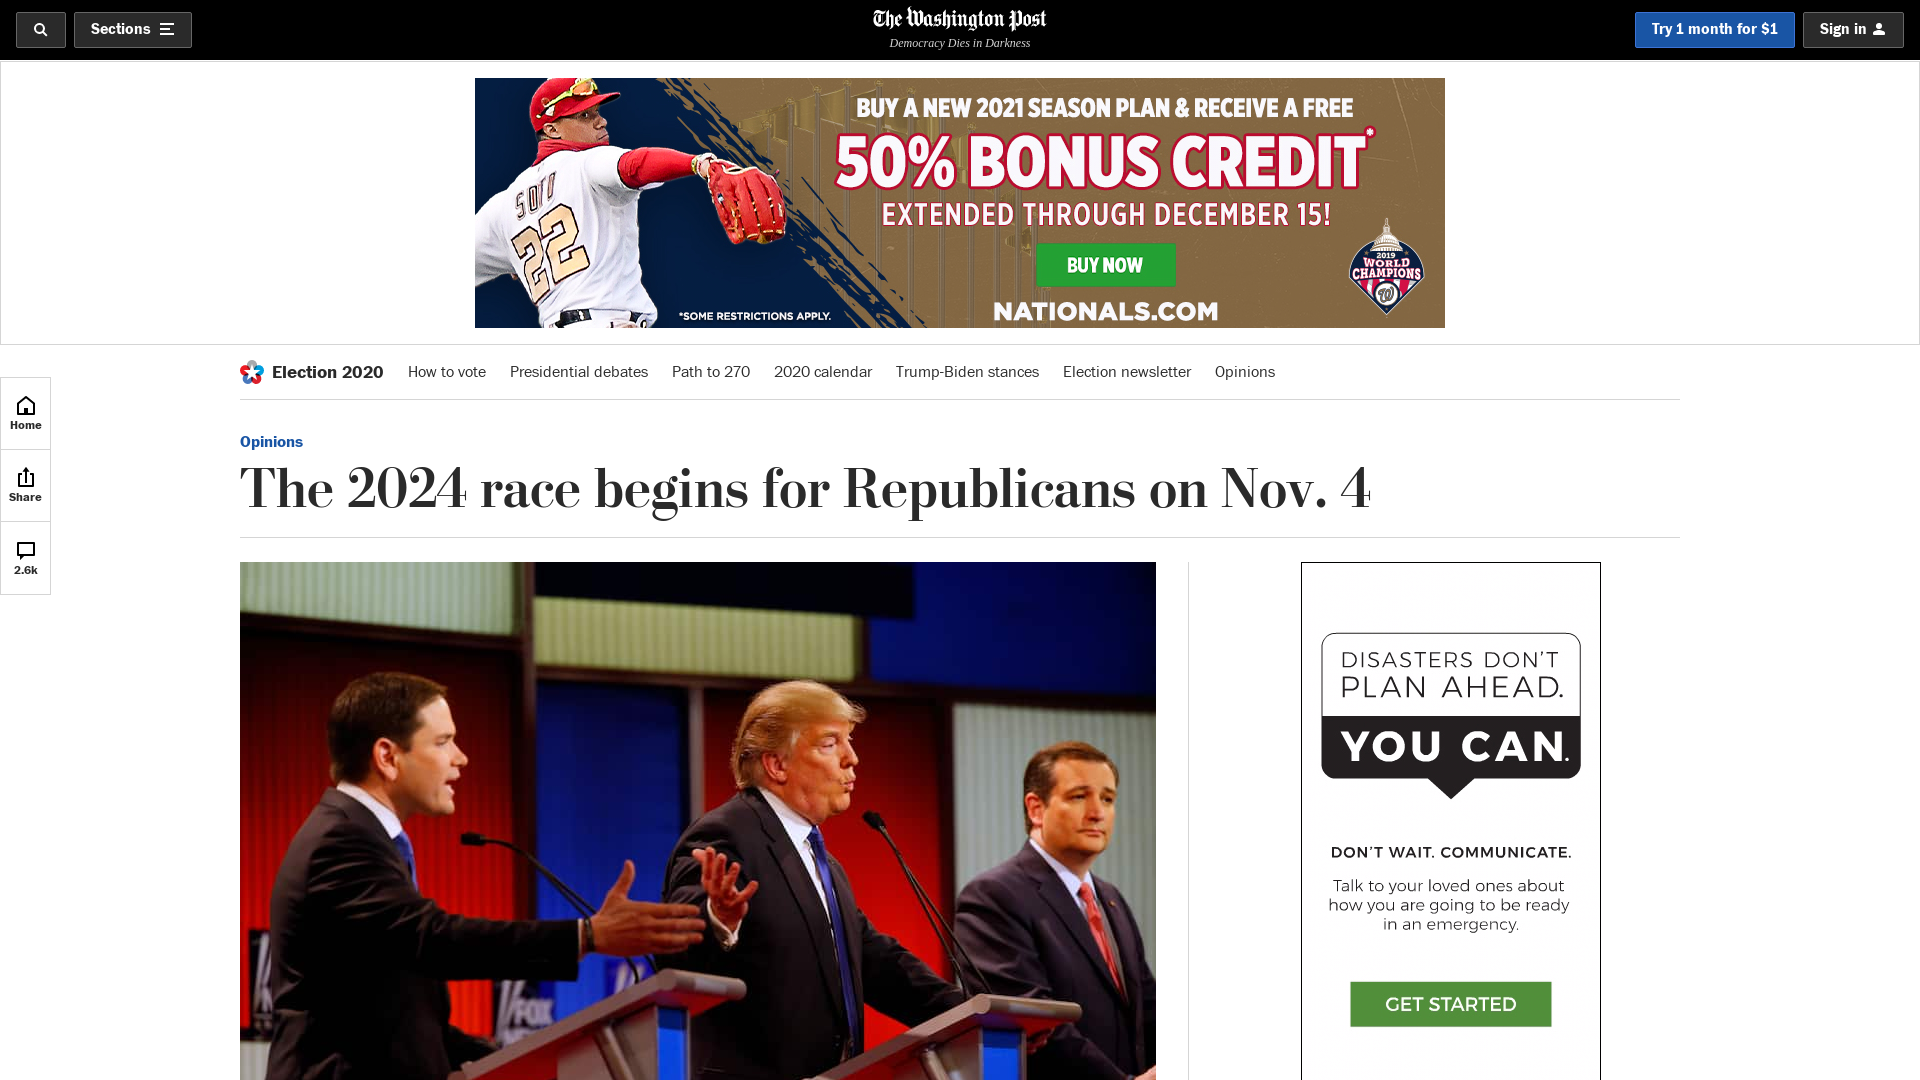 Sections
The Washington Post
Democracy Dies in Darkness
Try 1 month for $1
Sign in
BUY A NEW 2021 SEASON PLAN & RECEIVE A FREE
50% BONUS CREDIT*
EXTENDED THROUGH DECEMBER 15!
BUY NOW
NATIONALS.COM
*SOME RESTRICTIONS APPLY.
22
2019
WORLD
CHAMPIONS
W
Election 2020
How to vote
Presidential debates
Path to 270
2020 calendar
Trump-Biden stances
Election newsletter
Opinions
Home
Share
2.6k
Opinions
The 2024 race begins for Republicans on Nov. 4
FOX
DISASTERS DON'T
PLAN AHEAD.
YOU CAN.
DON'T WAIT. COMMUNICATE.
Talk to your loved ones about
how you are going to be ready
in an emergency.
GET STARTED